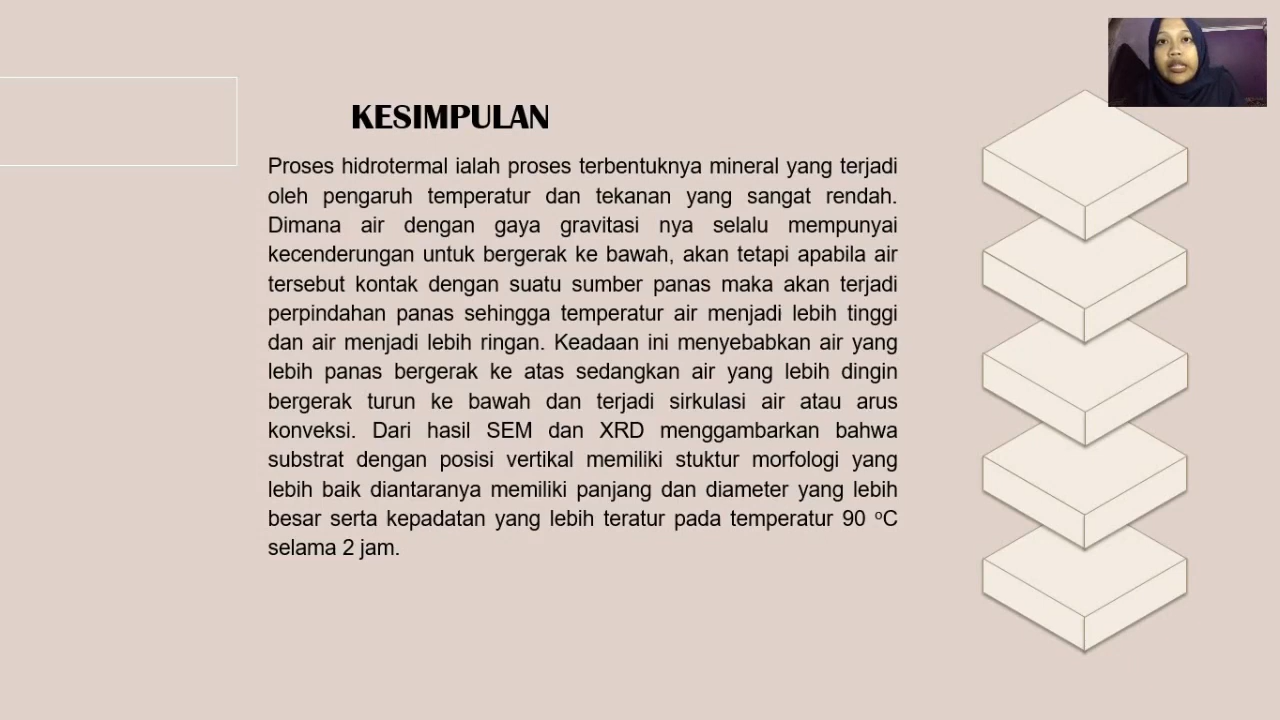 KESIMPULAN
Proses hidrotermal ialah proses terbentuknya mineral yang terjadi
oleh pengaruh temperatur dan tekanan yang sangat rendah.
Dimana air dengan gaya gravitasi nya selalu mempunyai
kecenderungan untuk bergerak ke bawah, akan tetapi apabila air
tersebut kontak dengan suatu sumber panas maka akan terjadi
perpindahan panas sehingga temperatur air menjadi lebih tinggi
dan air menjadi lebih ringan. Keadaan ini menyebabkan air yang
lebih panas bergerak ke atas sedangkan air yang lebih dingin
bergerak turun ke bawah dan terjadi sirkulasi air atau arus
konveksi. Dari hasil SEM dan XRD menggambarkan bahwa
substrat dengan posisi vertikal memiliki stuktur morfologi yang
lebih baik diantaranya memiliki panjang dan diameter yang lebih
besar serta kepadatan yang lebih teratur pada temperatur 90 ᵒC
selama 2 jam.